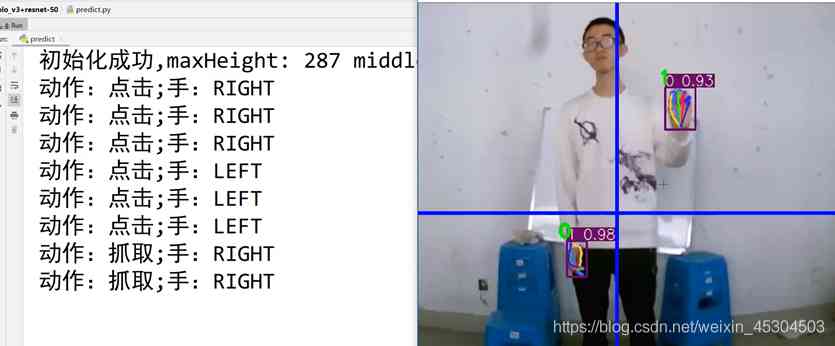 olo_v3+resnet-50 predict.py
Run
predict
初始化成功,maxHeight: 287 middl
动作: 点击;手: RIGHT
动作: 点击;手: RIGHT
动作: 点击;手: RIGHT
动作: 点击;手: LEFT
动作: 点击;手: LEFT
动作: 点击;手: LEFT
动作: 抓取;手: RIGHT
动作: 抓取;手: RIGHT
0 0.93
1 0.98
https://blog.csdn.net/weixin_45304503